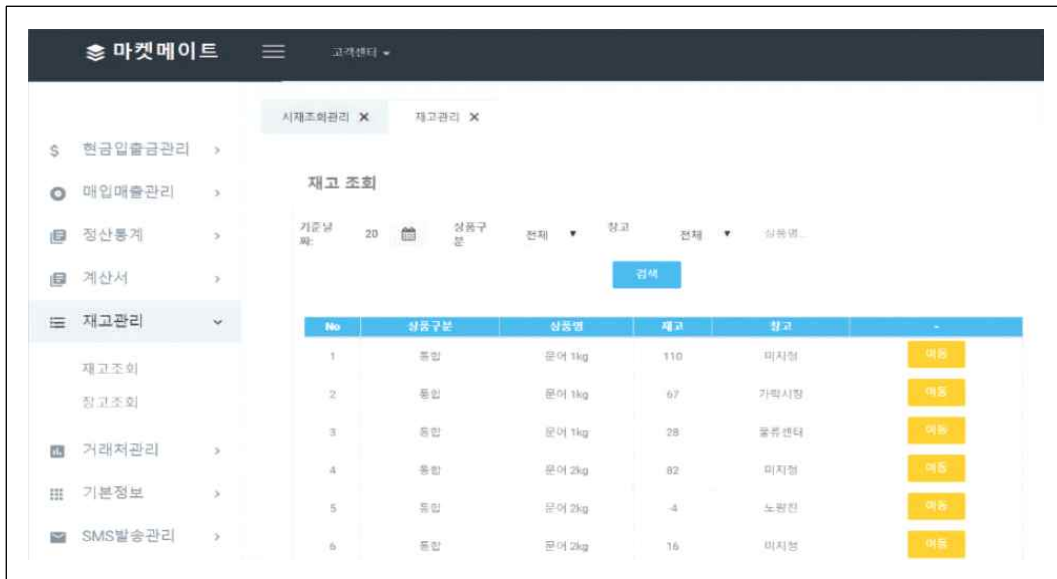 마켓메이트
고객센터
시재조회관리 X
재고관리 X
$ 현금입출금관리 >
매입매출관리 >
정산통계 >
계산서 >
재고관리
재고조회
창고조회
거래처관리 >
기본정보 >
SMS발송관리 >
재고 조회
기준날
짜:
20
상품구
분
전체 ▼
창고
전체 ▼
상품명...
검색
No 상품구분 상품명 재고 창고 -
1 통합 문어 1kg 110 미지정 이동
2 통합 문어 1kg 67 가락시장 이동
3 통합 문어 1kg 28 물류센터 이동
4 통합 문어 2kg 82 미지정 이동
5 통합 문어 2kg -4 노량진 이동
6 통합 문어 2kg 16 미지정 이동